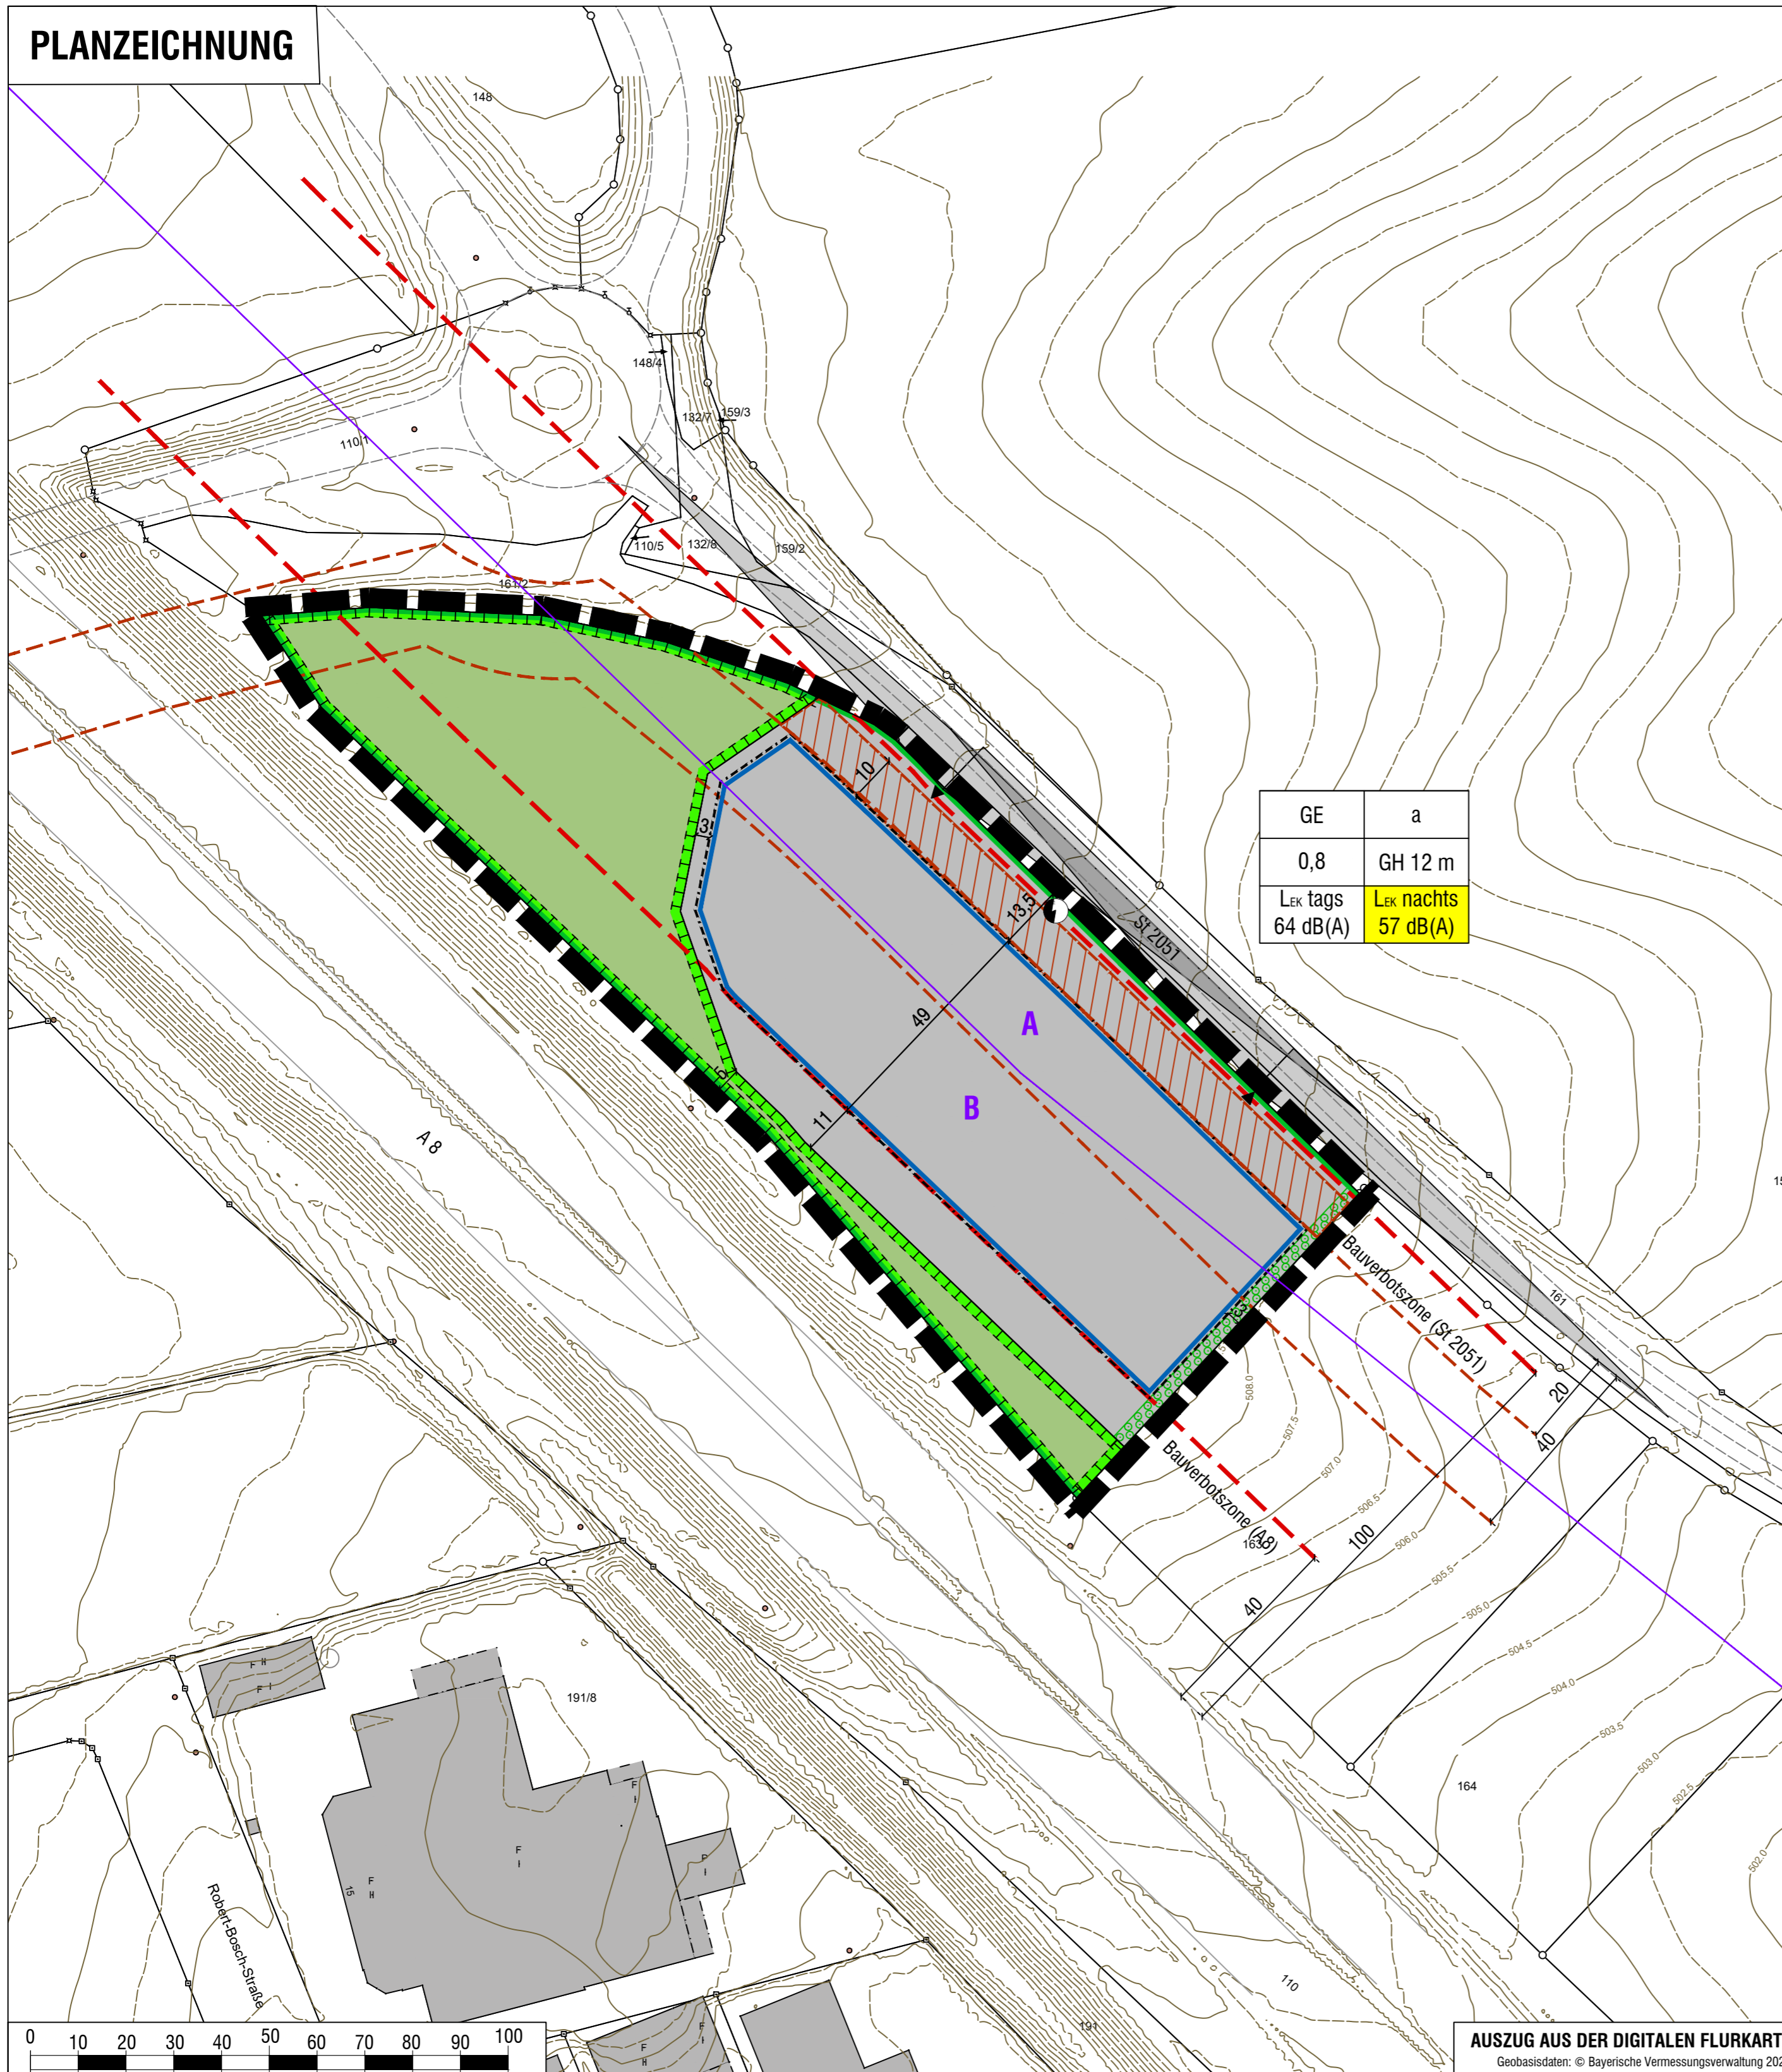 PLANZEICHNUNG
148
148/4
132/7
159/3
110/1
110/5
132/8
159/2
161/2
10
3
GE
a
0,8
GH 12 m
LEK tags
64 dB(A)
LEK nachts
57 dB(A)
13,5
St 2051
49
A
B
5
11
A 8
Bauverbotszone (St 2051)
161
20
40
Bauverbotszone (A8)
163
100
40
508.0
507.5
507.0
506.5
506.0
505.5
505.0
504.5
504.0
503.5
503.0
502.5
502.0
164
191/8
F H
F I
F
I
F
I
F
I
F
H
15
Robert-Bosch-Straße
110
191
F
I
F
H
0 10 20 30 40 50 60 70 80 90 100
AUSZUG AUS DER DIGITALEN FLURKART
Geobasisdaten: © Bayerische Vermessungsverwaltung 202